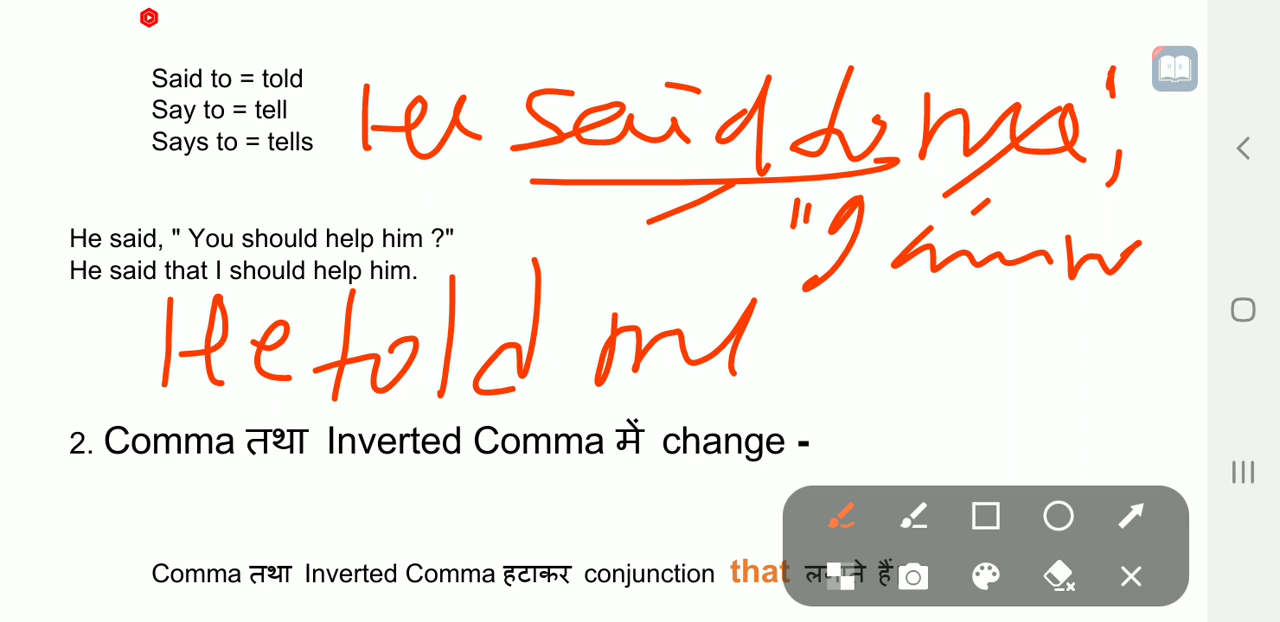 Said to = told
Say to = tell
Says to = tells
He said to me,
"I
He said, " You should help him ?"
He said that I should help him.
He told me
2. Comma तथा Inverted Comma में change -
Comma तथा Inverted Comma हटाकर conjunction that लगाते हैं